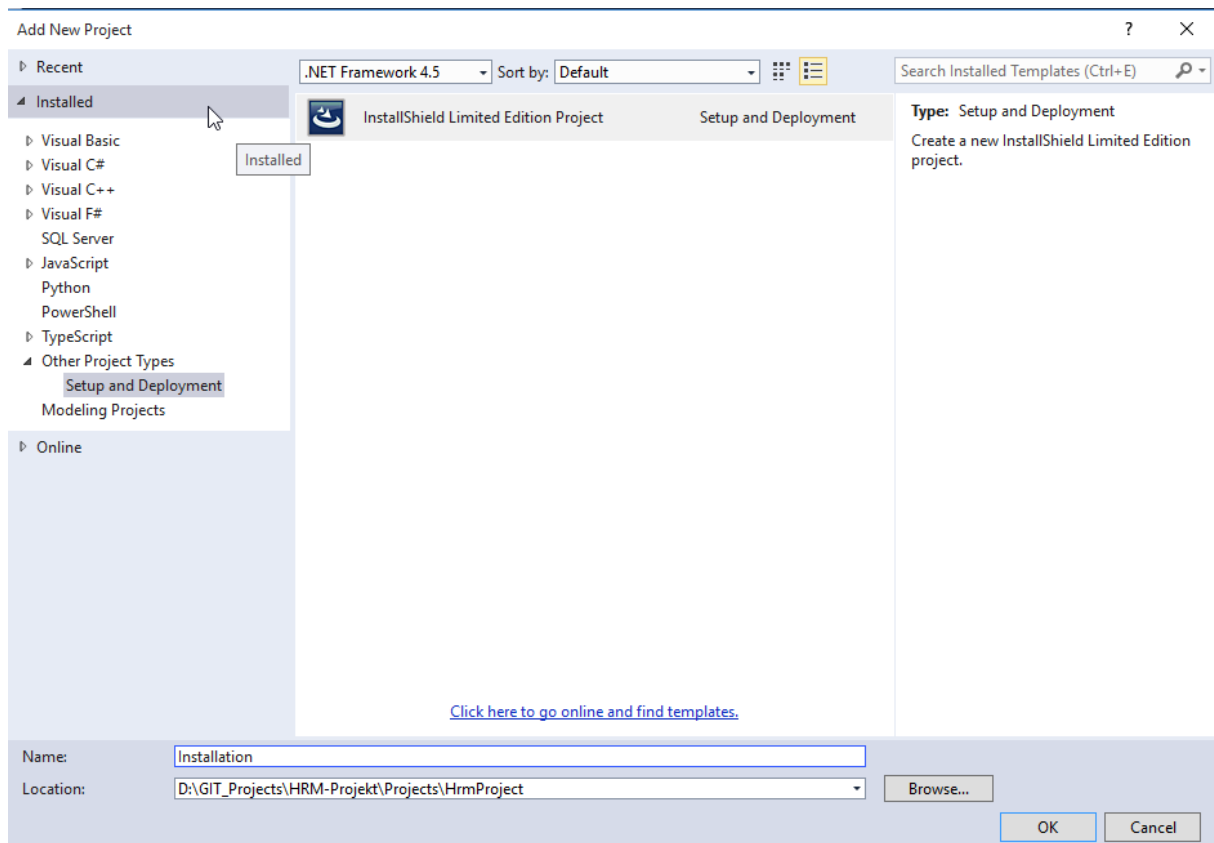 Add New Project
? 
Recent
Installed
Visual Basic
Visual C#
Visual C++
Visual F#
SQL Server
JavaScript
Python
PowerShell
TypeScript
Other Project Types
Setup and Deployment
Modeling Projects
Online
Installed
.NET Framework 4.5 Sort by: Default
InstallShield Limited Edition Project Setup and Deployment
Click here to go online and find templates.
Search Installed Templates (Ctrl+E)
Type: Setup and Deployment
Create a new InstallShield Limited Edition
project.
Name: Installation
Location: D:\GIT_Projects\HRM-Projekt\Projects\HrmProject Browse...
OK Cancel